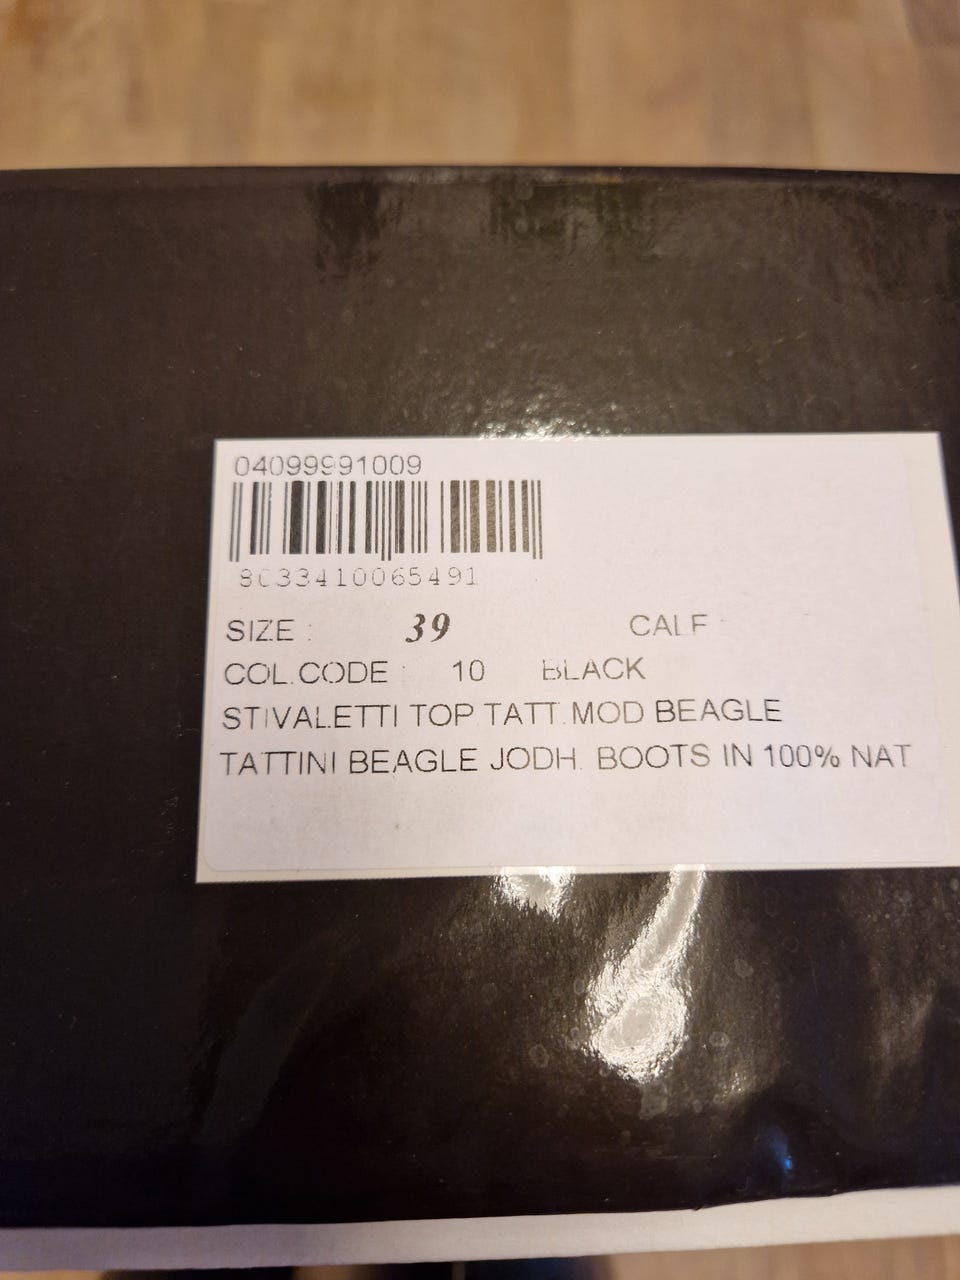 04099991009
8033410065491
SIZE : 39 CALF :
COL.CODE : 10 BLACK
STIVALETTI TOP TATT.MOD BEAGLE
TATTINI BEAGLE JODH. BOOTS IN 100% NAT